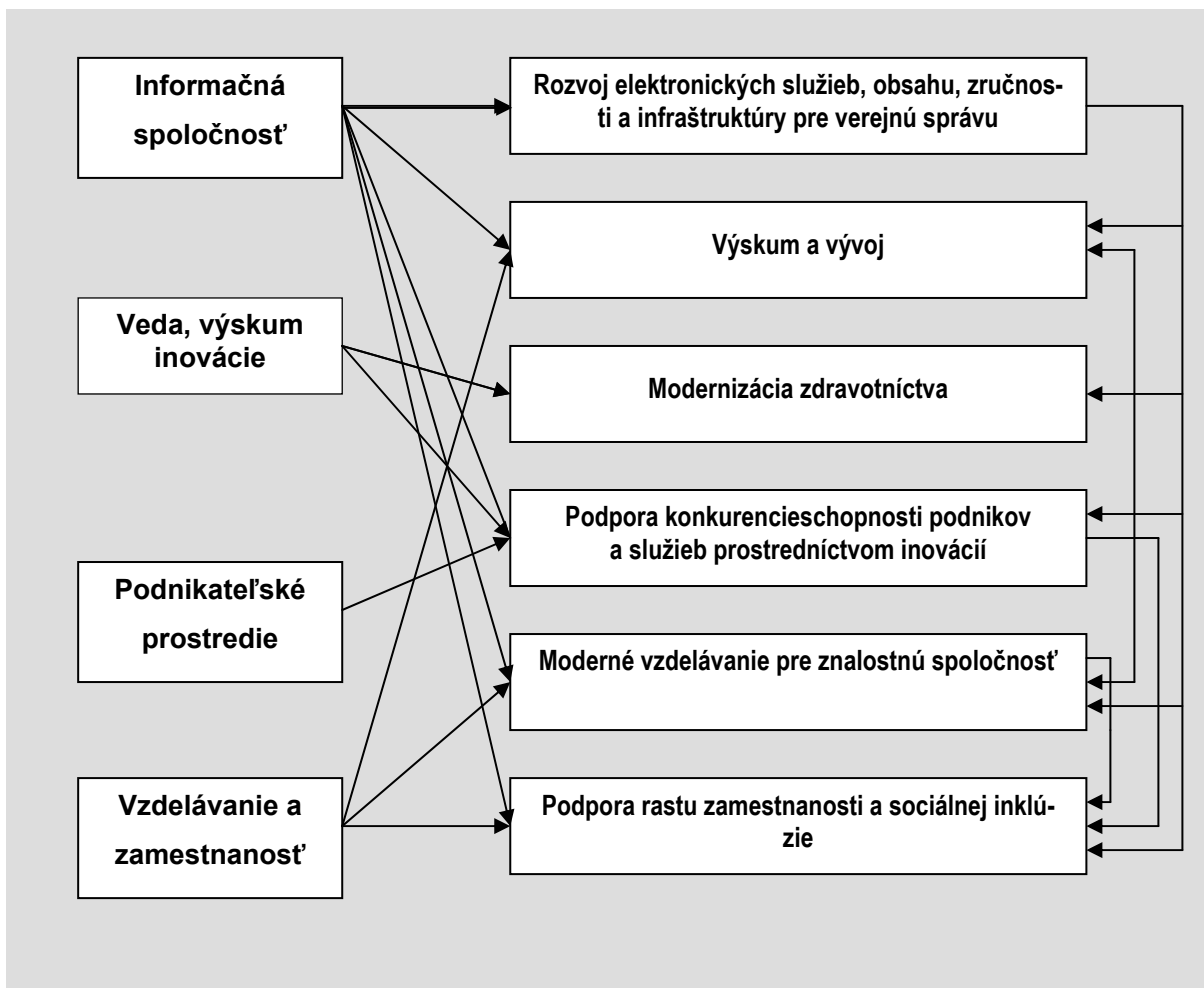 Informačná
spoločnosť
Rozvoj elektronických služieb, obsahu, zručnos-
ti a infraštruktúry pre verejnú správu
Výskum a vývoj
Veda, výskum
inovácie
Modernizácia zdravotníctva
Podpora konkurencieschopnosti podnikov
a služieb prostredníctvom inovácií
Podnikateľské
prostredie
Moderné vzdelávanie pre znalostnú spoločnosť
Vzdelávanie a
zamestnanosť
Podpora rastu zamestnanosti a sociálnej inklú-
zie